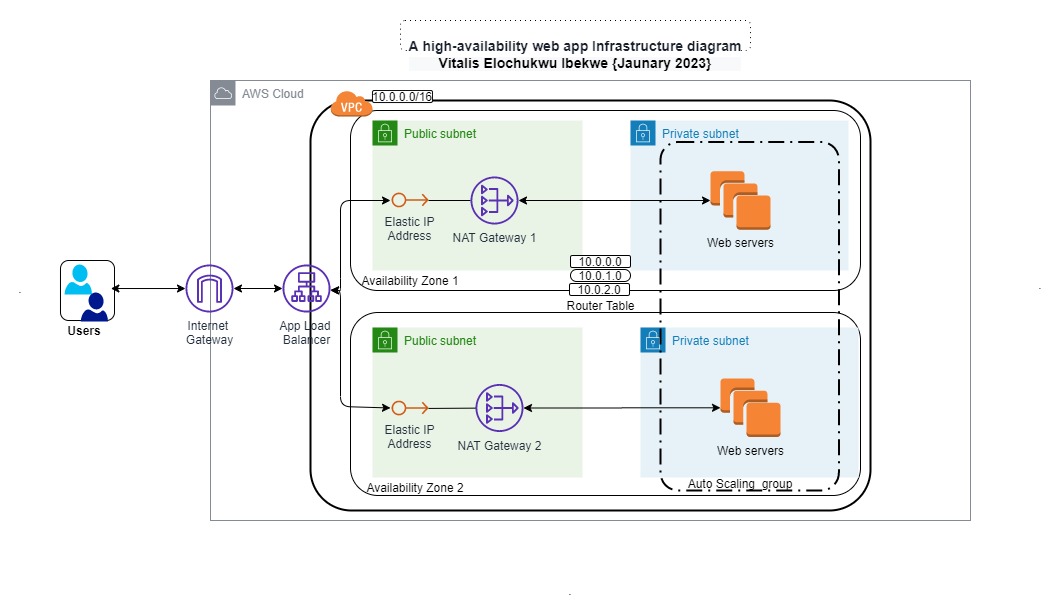 A high-availability web app Infrastructure diagram
Vitalis Elochukwu Ibekwe {Jaunary 2023}
AWS Cloud
VPC
10.0.0.0/16
Public subnet
Private subnet
Elastic IP
Address
NAT Gateway 1
Web servers
Availability Zone 1
10.0.0.0
10.0.1.0
10.0.2.0
Router Table
Users
Internet
Gateway
App Load
Balancer
Public subnet
Private subnet
Elastic IP
Address
NAT Gateway 2
Web servers
Availability Zone 2
Auto Scaling group